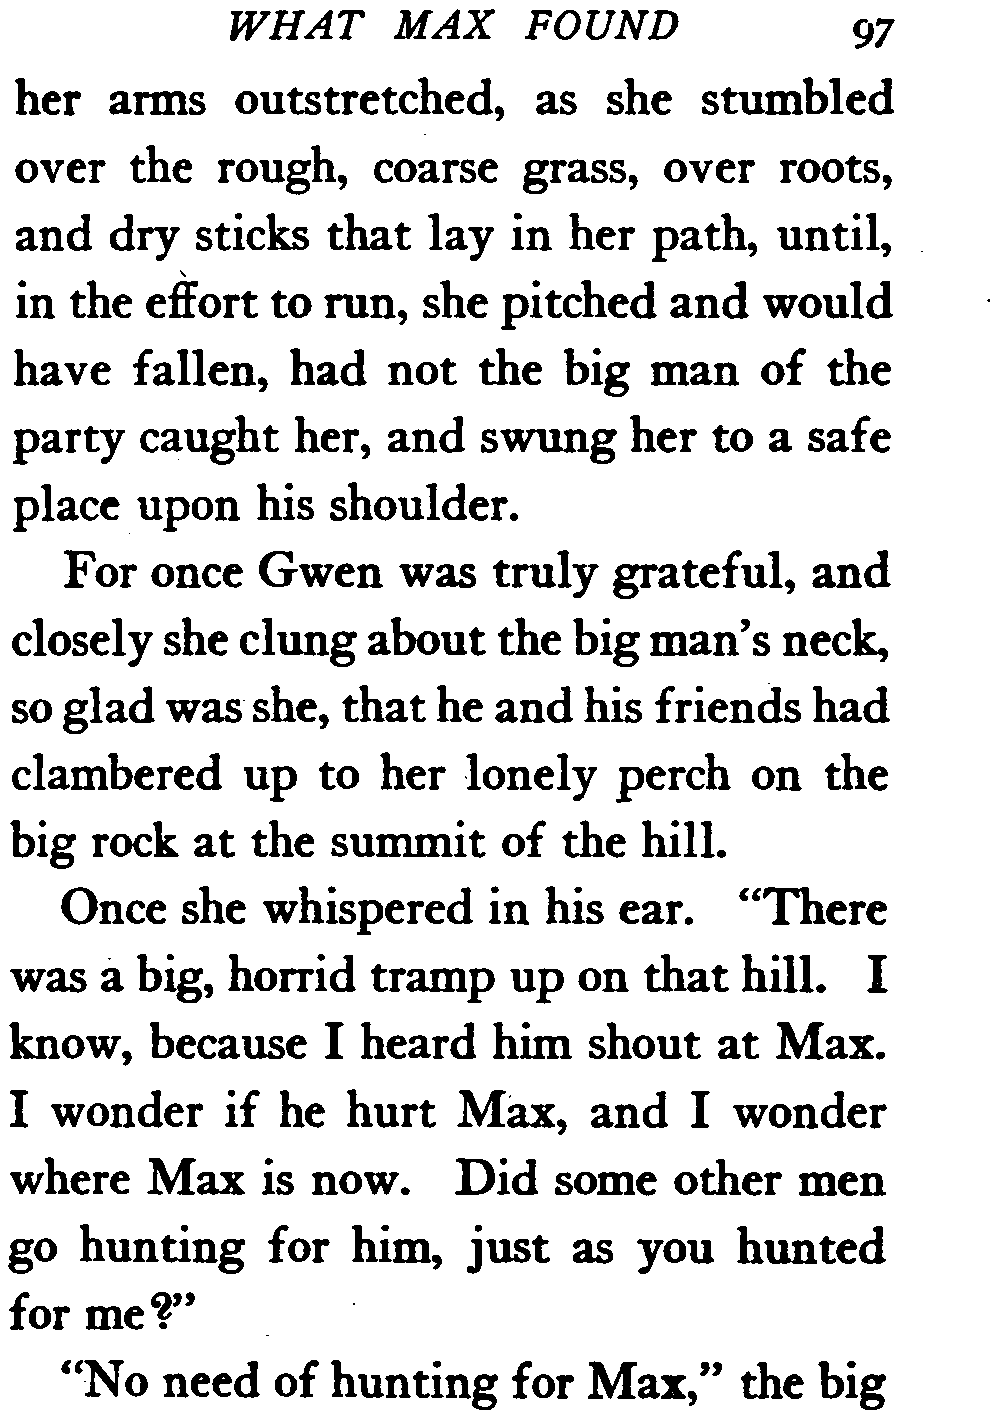 WHAT MAX FOUND 97
her arms outstretched, as she stumbled
over the rough, coarse grass, over roots,
and dry sticks that lay in her path, until,
in the effort to run, she pitched and would
have fallen, had not the big man of the
party caught her, and swung her to a safe
place upon his shoulder.
For once Gwen was truly grateful, and
closely she clung about the big man's neck,
so glad was she, that he and his friends had
clambered up to her lonely perch on the
big rock at the summit of the hill.
Once she whispered in his ear. "There
was a big, horrid tramp up on that hill. I
know, because I heard him shout at Max.
I wonder if he hurt Max, and I wonder
where Max is now. Did some other men
go hunting for him, just as you hunted
for me?"
"No need of hunting for Max," the big